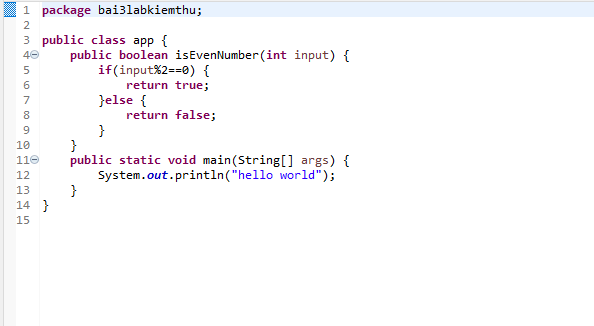 1 package bai3labkiemthu;
2
3 public class app {
4 public boolean isEvenNumber(int input) {
5 if(input%2==0) {
6 return true;
7 }else {
8 return false;
9 }
10 }
11 public static void main(String[] args) {
12 System.out.println("hello world");
13 }
14 }
15